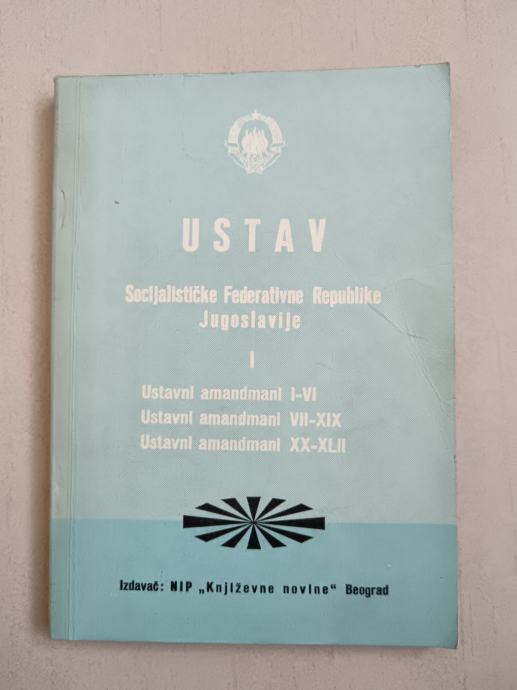 USTAV
Socijalističke Federativne Republike
Jugoslavije
I
Ustavni amandmani I-VI
Ustavni amandmani VII-XIX
Ustavni amandmani XX-XLII
Izdavač: NIP „Književne novine“ Beograd